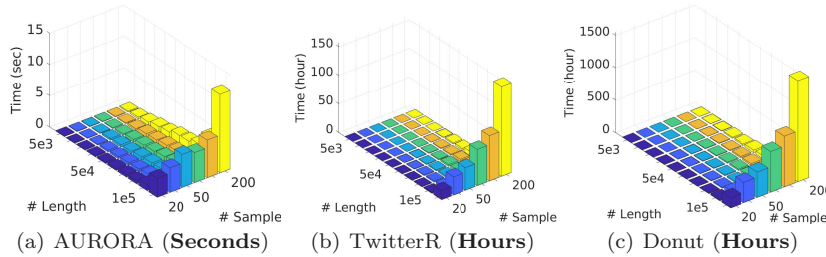 15
10
5
0
Time (sec)
5e3
5e4
1e5
# Length
20
50
200
# Sample
(a) AURORA (Seconds)
150
100
50
0
Time (hour)
5e3
5e4
1e5
# Length
20
50
200
# Sample
(b) TwitterR (Hours)
1500
1000
500
0
Time (hour)
5e3
5e4
1e5
# Length
20
50
200
# Sample
(c) Donut (Hours)